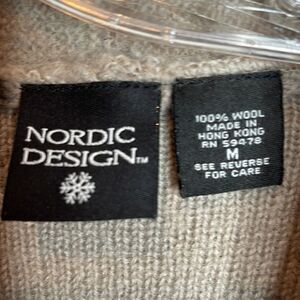 NORDIC
DESIGN™
100% WOOL
MADE IN
HONG KONG
RN 59478
M
SEE REVERSE
FOR CARE